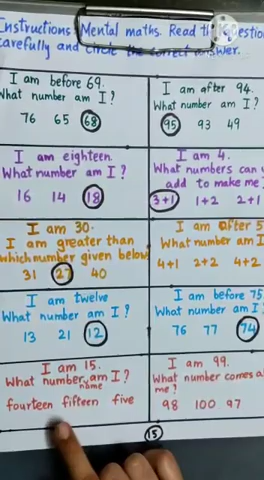 Instructions: Mental maths. Read the question
carefully and circle the correct answer.
I am before 69.
What number am I?
76 65 68
I am after 94.
What number am I?
95 93 49
I am eighteen.
What number am I?
16 14 18
I am 4.
What numbers can
add to make me?
3+1 1+2 2+1
I am 30.
I am greater than
which number given below
31 27 40
I am after 5
What number am I
4+1 2+2 4+2
I am twelve
What number am I?
13 21 12
I am before 75.
What number am I?
76 77 74
I am 15.
What number am I?
name
fourteen fifteen five
I am 99.
What number comes
me?
98 100 97
15